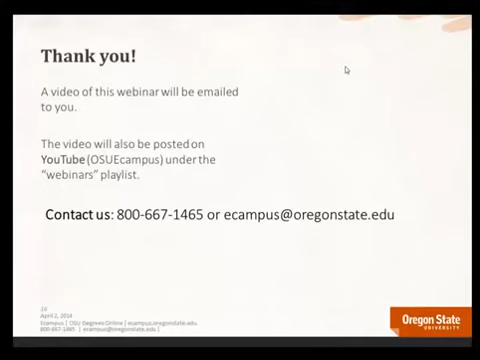 Thank you!
A video of this webinar will be emailed
to you.
The video will also be posted on
YouTube (OSUEcampus) under the
"webinars" playlist.
Contact us: 800-667-1465 or ecampus@oregonstate.edu
April 2, 2014
Ecampus | OSU Degrees Online | ecampus.oregonstate.edu
800-667-1465 | ecampus@oregonstate.edu |
Oregon State
UNIVERSITY